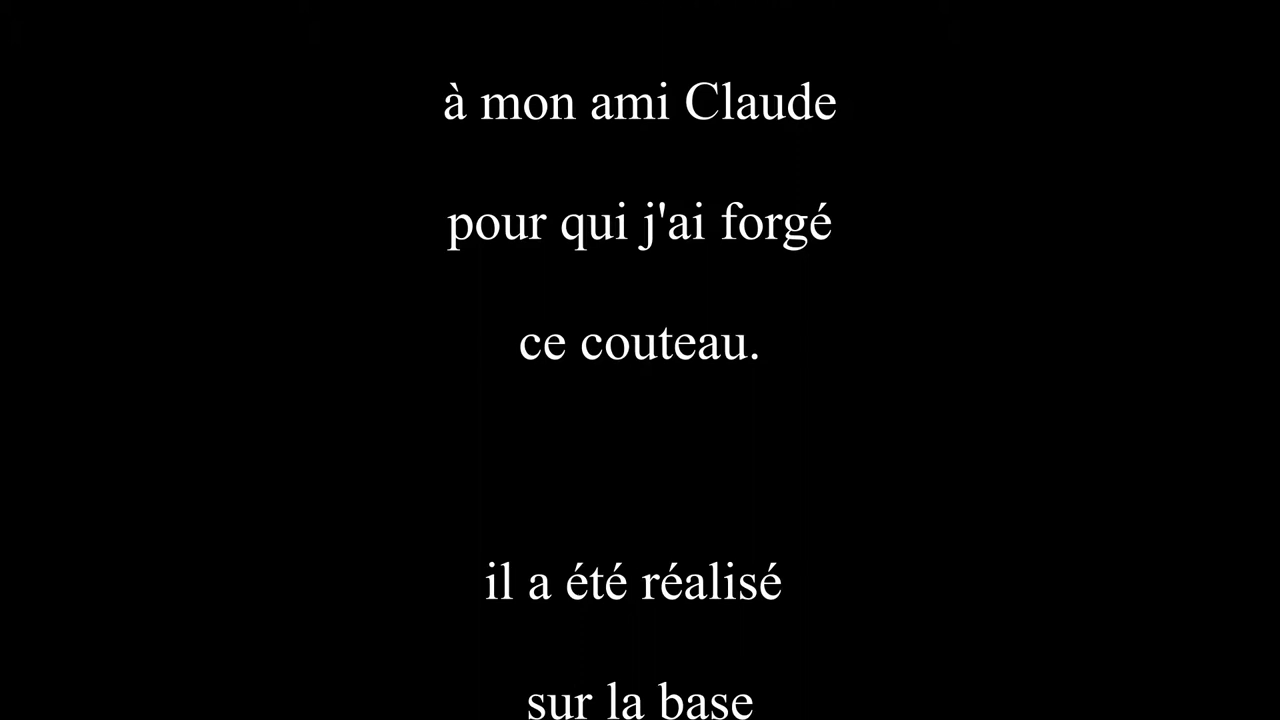 à mon ami Claude
pour qui j'ai forgé
ce couteau.
il a été réalisé
sur la base